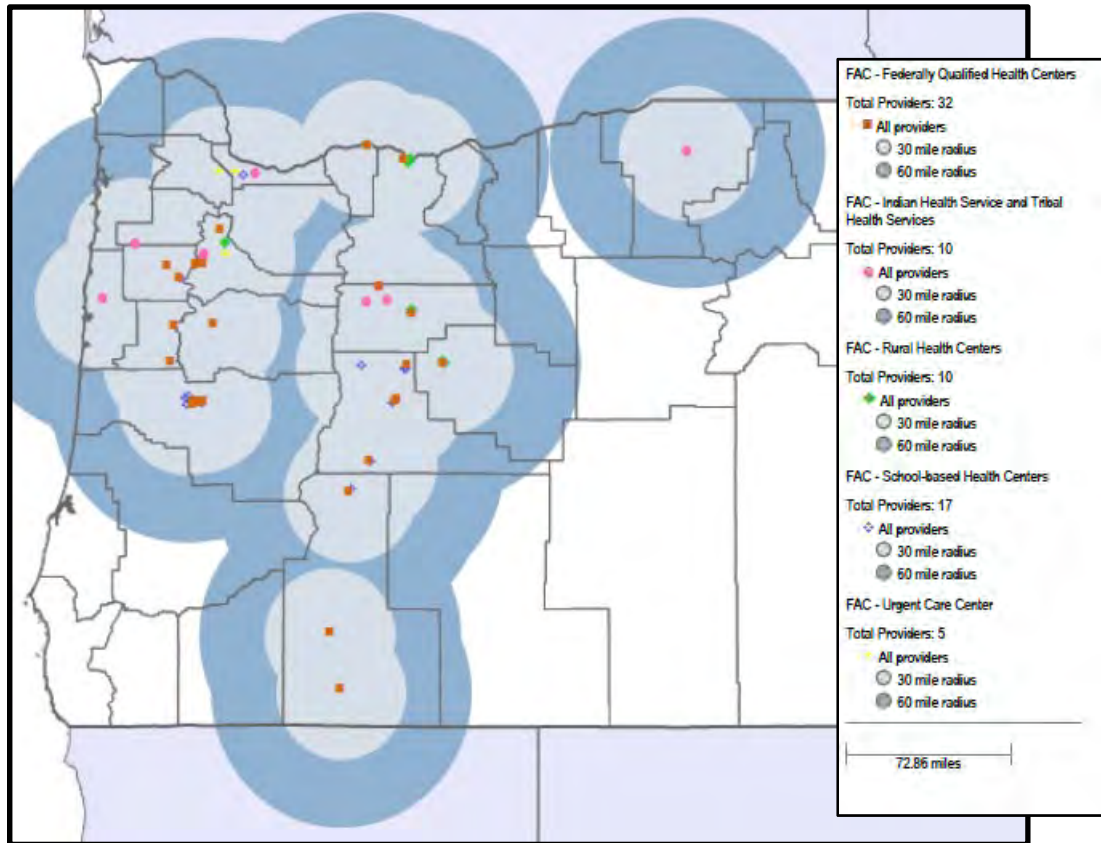 FAC - Federally Qualified Health Centers
Total Providers: 32
All providers
30 mile radius
60 mile radius
FAC - Indian Health Service and Tribal
Health Services
Total Providers: 10
All providers
30 mile radius
60 mile radius
FAC - Rural Health Centers
Total Providers: 10
All providers
30 mile radius
60 mile radius
FAC - School-based Health Centers
Total Providers: 17
All providers
30 mile radius
60 mile radius
FAC - Urgent Care Center
Total Providers: 5
All providers
30 mile radius
60 mile radius
72.86 miles